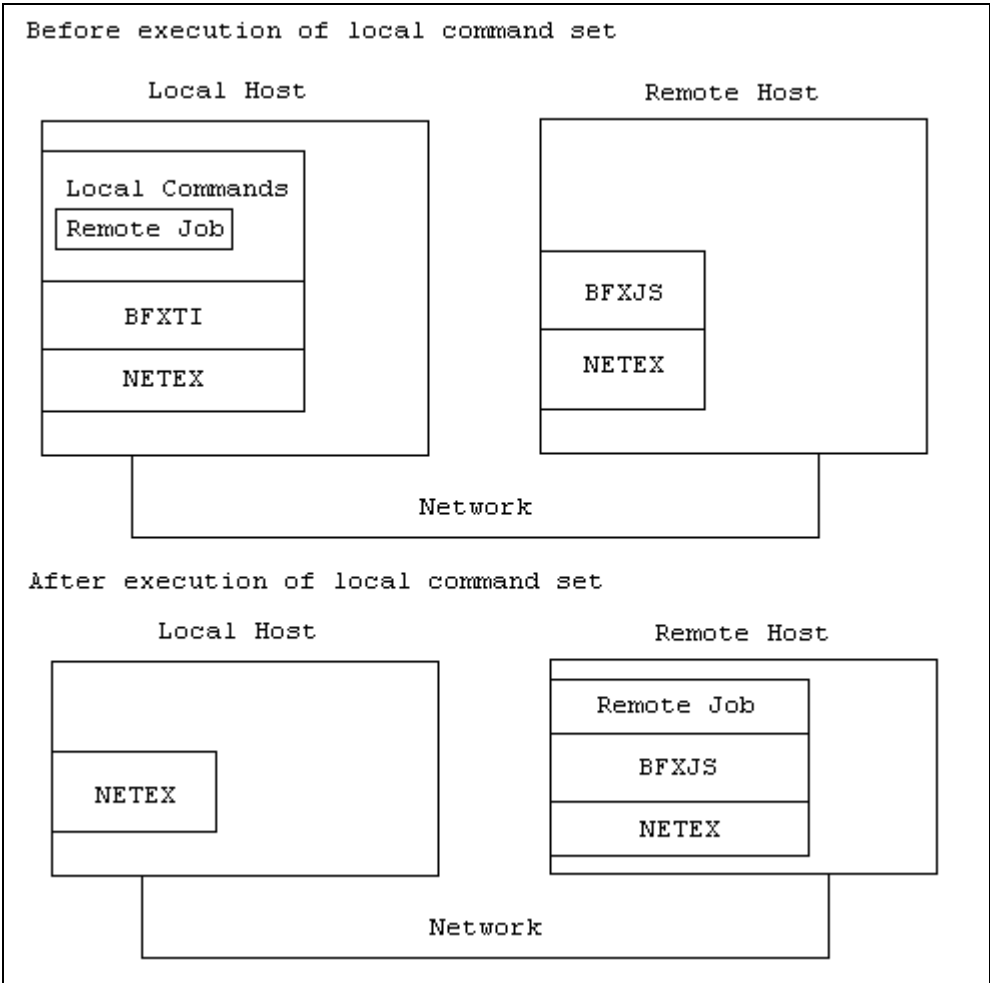 Before execution of local command set
Local Host
Remote Host
Local Commands
Remote Job
BFXTI
NETEX
BFXJS
NETEX
Network
After execution of local command set
Local Host
Remote Host
NETEX
Remote Job
BFXJS
NETEX
Network